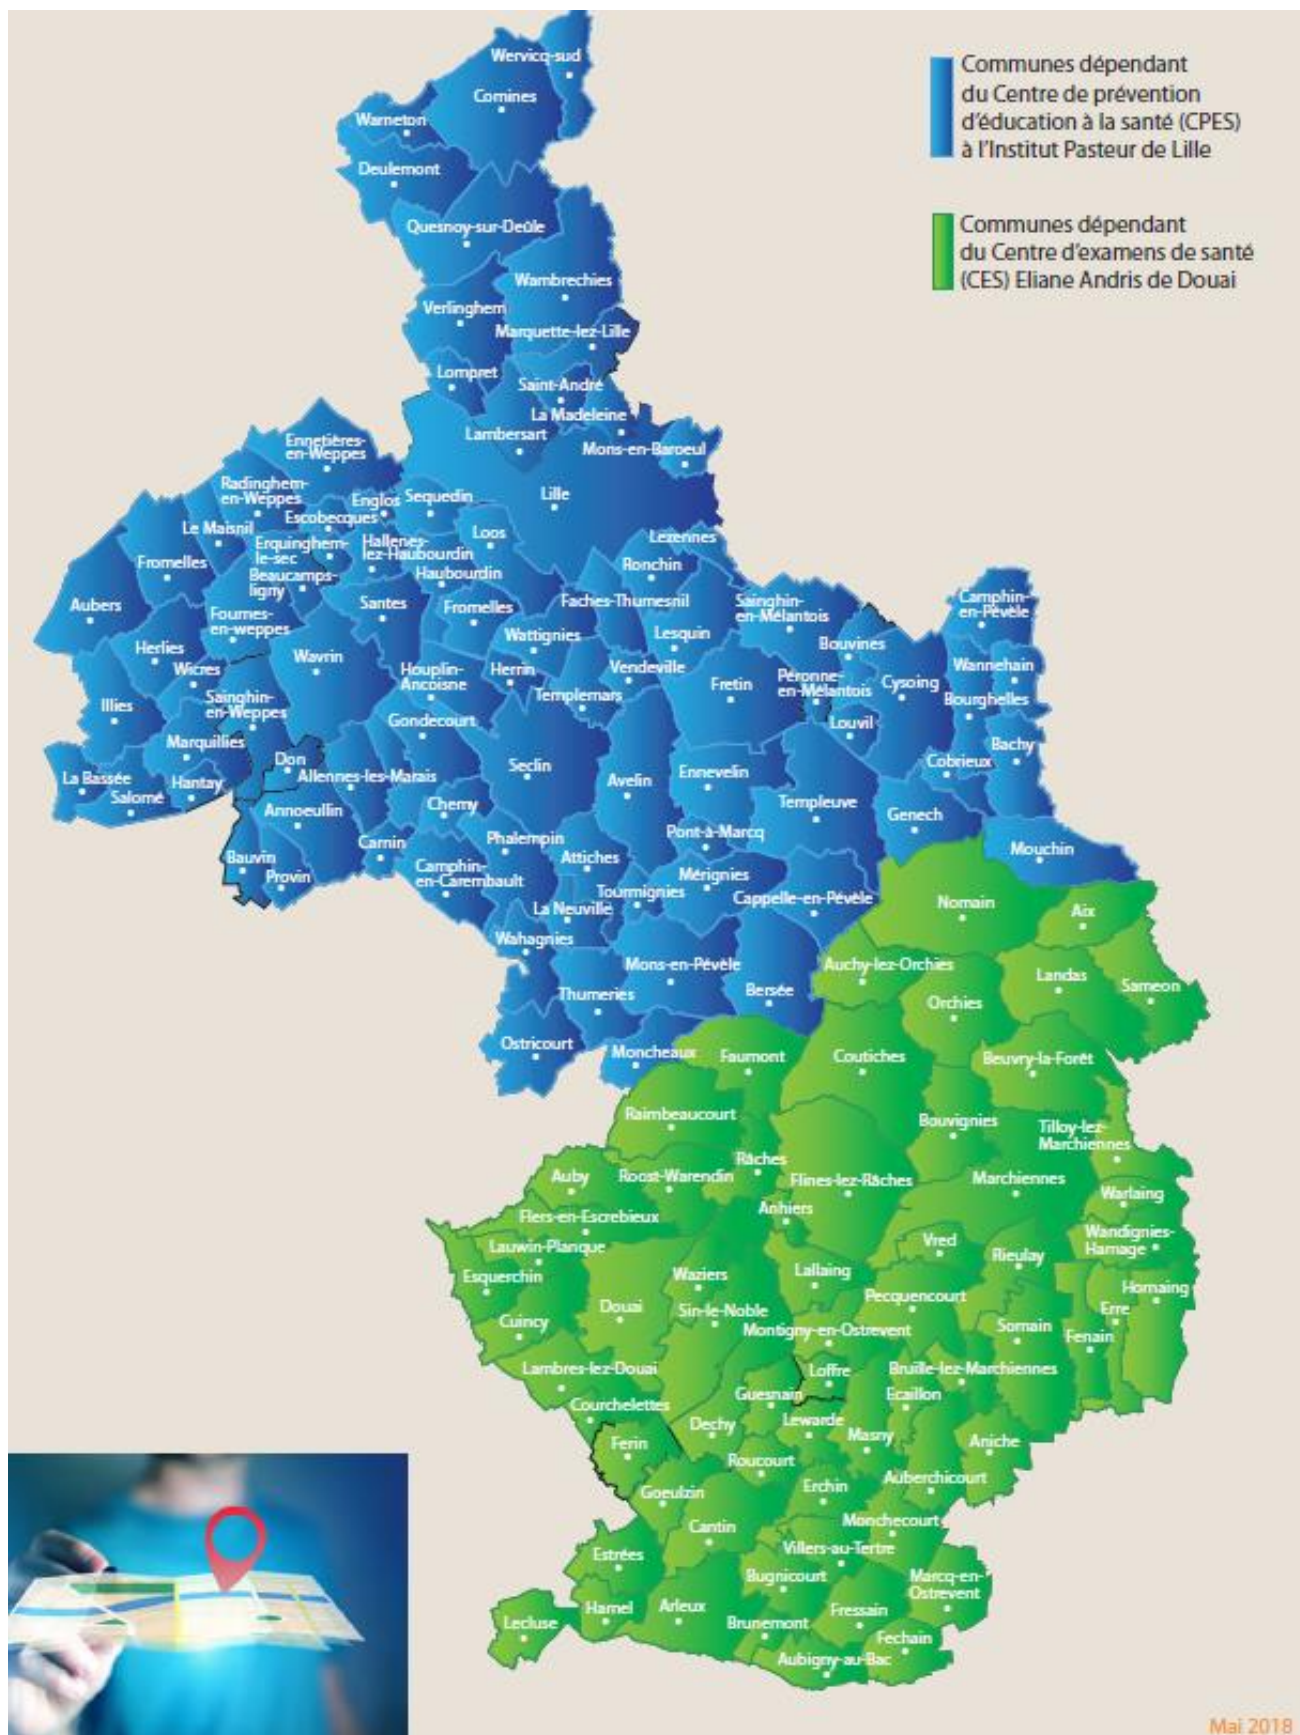 Communes dépendant
du Centre de prévention
d'éducation à la santé (CPES)
à l'Institut Pasteur de Lille
Communes dépendant
du Centre d'examens de santé
(CES) Eliane Andris de Douai
Wervicq-sud
Comines
Warneton
Deulemont
Quesnoy-sur-Deûle
Wambrechies
Verlinghem
Marquette-lez-Lille
Lompret
Saint-André
La Madeleine
Lambersart
Mons-en-Baroeul
Ennetières-
en-Weppes
Radinghem-
en-Weppes
Englos
Sequedin
Lille
Escobecques
Le Maisnil
Loos
Lezennes
Erquinghem-
le-sec
Hallenes-
lez-Haubourdin
Fromelles
Ronchin
Haubourdin
Beaucamps-
ligny
Aubers
Santes
Fromelles
Faches-Thumesnil
Sainghin-
en-Mélantois
Camphin-
en-Pévèle
Fournes-
en-weppes
Wattignies
Lesquin
Bouvines
Herlies
Wavrin
Wicres
Houplin-
Ancoisne
Herrin
Vendeville
Wannehain
Fretin
Péronne-
en-Mélantois
Cysoing
Templemars
Bourghelles
Illies
Sainghin-
en-Weppes
Gondecourt
Louvil
Marquillies
Bachy
Don
Seclin
Cobrieux
La Bassée
Hantay
Allennes-les-Marais
Avelin
Ennevelin
Salomé
Annoeullin
Chemy
Templeuve
Genech
Pont-à-Marcq
Carnin
Phalempin
Mouchin
Bauvin
Provin
Attiches
Camphin-
en-Carembault
Mérignies
Tourmignies
Cappelle-en-Pévèle
La Neuville
Nomain
Aix
Wahagnies
Mons-en-Pévèle
Auchy-lez-Orchies
Landas
Sameon
Thumeries
Bersée
Orchies
Ostricourt
Moncheaux
Faumont
Coutiches
Beuvry-la-Forêt
Raimbeaucourt
Bouvignies
Tilloy-lez-
Marchiennes
Râches
Auby
Roost-Warendin
Flines-lez-Râches
Marchiennes
Warlaing
Anhiers
Flers-en-Escrebieux
Wandignies-
Hamage
Lauwin-Planque
Vred
Rieulay
Esquerchin
Waziers
Lallaing
Homaing
Pecquencourt
Douai
Sin-le-Noble
Erre
Cuincy
Montigny-en-Ostrevent
Somain
Fenain
Lambres-lez-Douai
Loffre
Bruille-lez-Marchiennes
Guesnain
Ecaillon
Courchelettes
Lewarde
Dechy
Masny
Aniche
Ferin
Roucourt
Auberchicourt
Goeulzin
Erchin
Cantin
Monchecourt
Estrées
Villers-au-Tertre
Bugnicourt
Marcq-en-
Ostrevent
Hamel
Arleux
Fressain
Lecluse
Brunemont
Fechain
Aubigny-au-Bac
Mai 2018